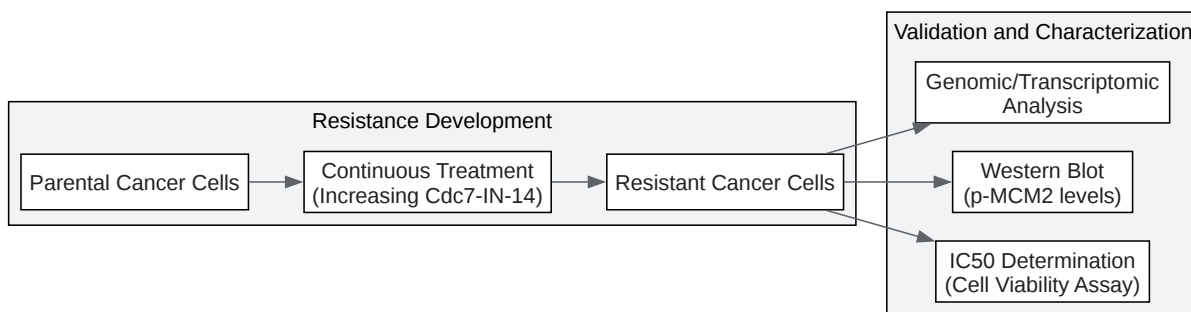 Resistance Development
Parental Cancer Cells
Continuous Treatment
(Increasing Cdc7-IN-14)
Resistant Cancer Cells
Validation and Characterization
Genomic/Transcriptomic
Analysis
Western Blot
(p-MCM2 levels)
IC50 Determination
(Cell Viability Assay)